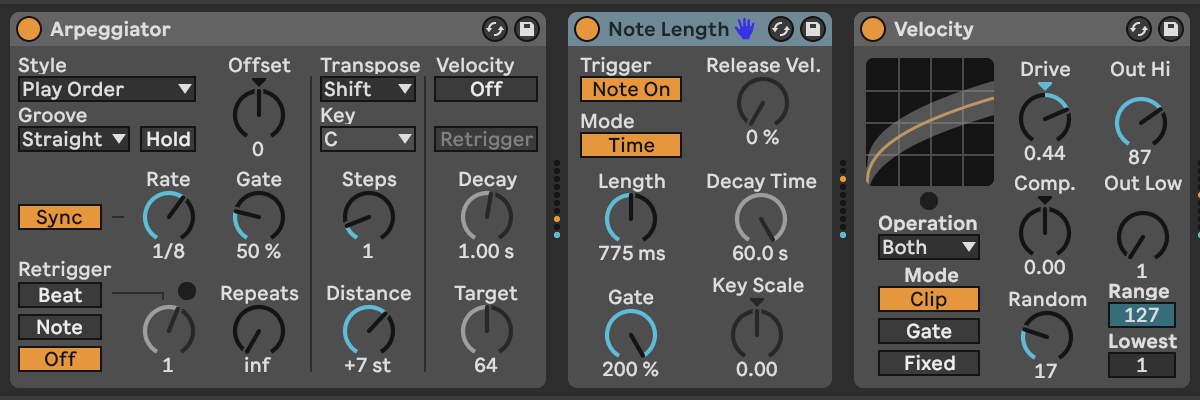 Arpeggiator
Style
Play Order
Groove
Straight
Hold
Offset
0
Sync
Rate
1/8
Gate
50 %
Retrigger
Beat
Note
Off
1
Repeats
inf
Transpose
Shift
Key
C
Steps
1
Distance
+7 st
Velocity
Off
Retrigger
Decay
1.00 s
Target
64
Note Length
Trigger
Note On
Mode
Time
Release Vel.
0 %
Length
775 ms
Decay Time
60.0 s
Gate
200 %
Key Scale
0.00
Velocity
Operation
Both
Mode
Clip
Gate
Fixed
Drive
0.44
Comp.
0.00
Random
17
Out Hi
87
Out Low
1
Range
127
Lowest
1